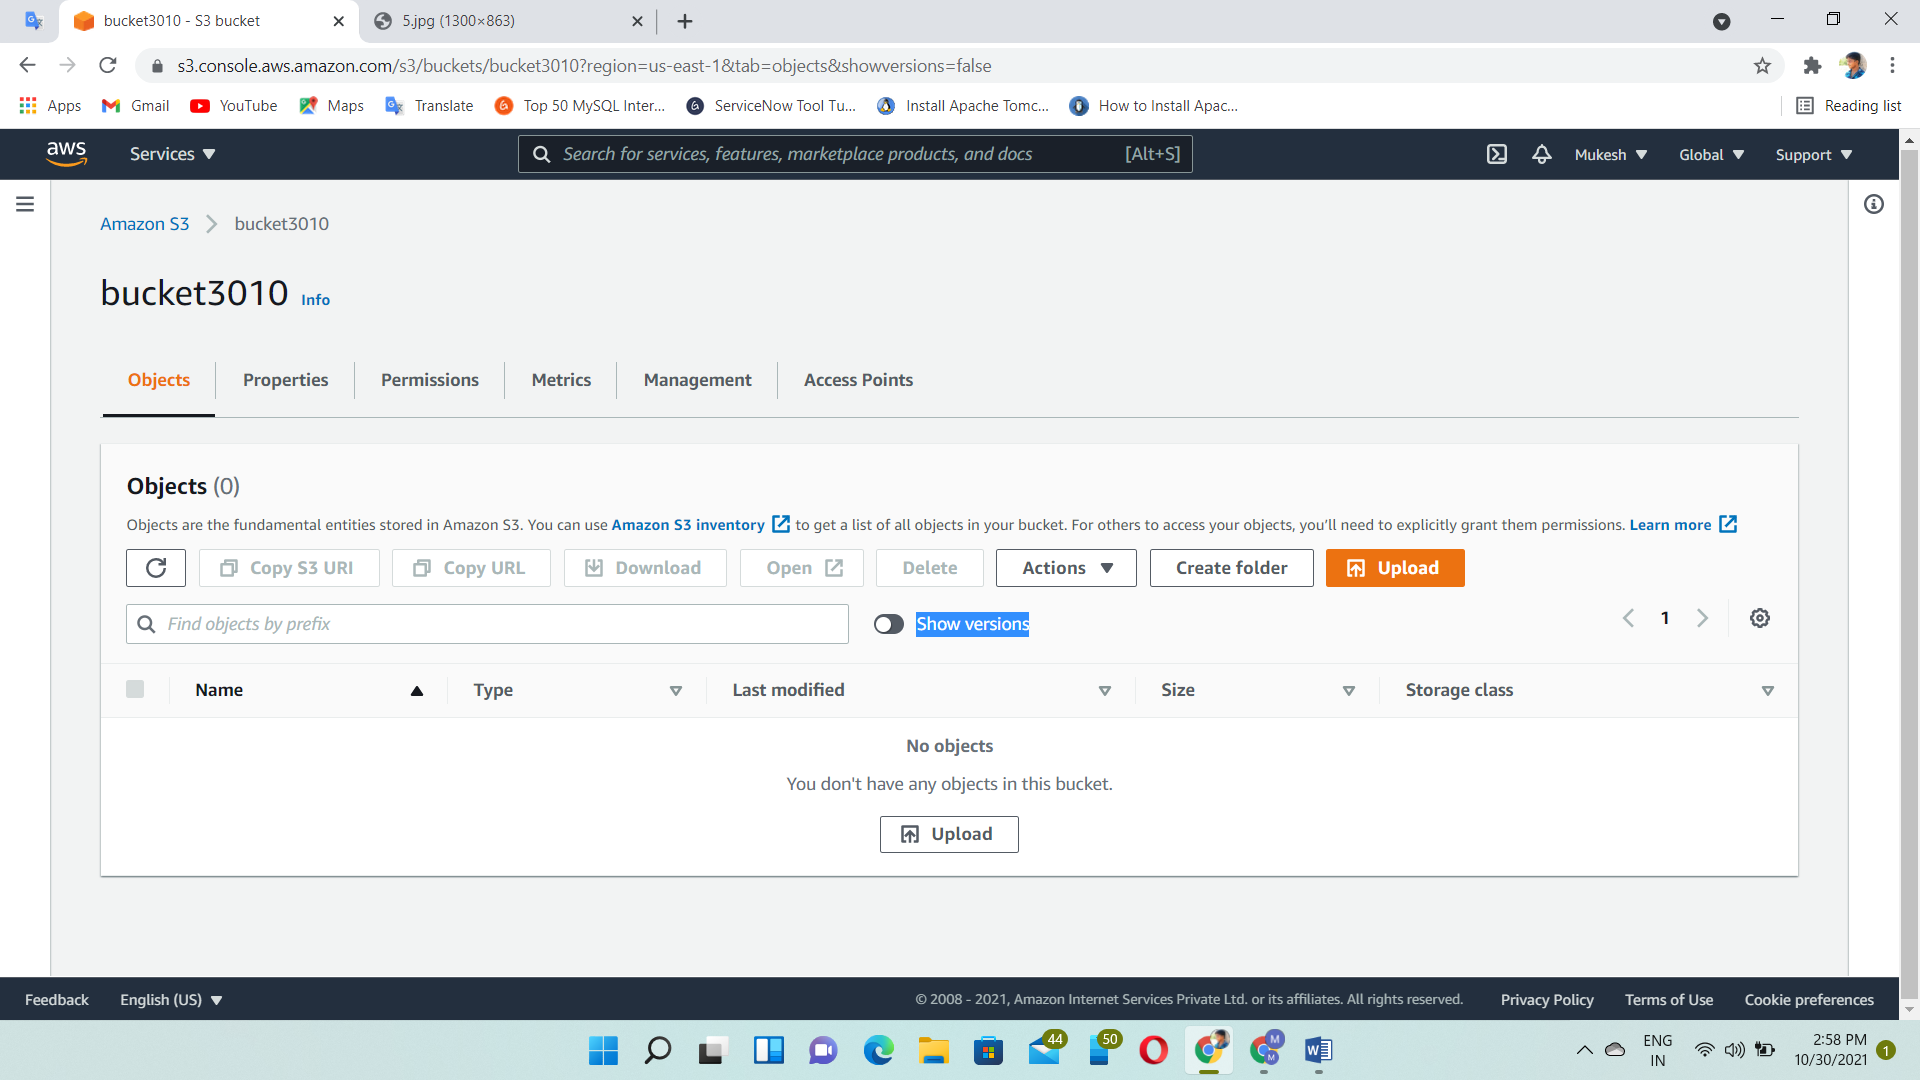 bucket3010 - S3 bucket
5.jpg (1300×863)
s3.console.aws.amazon.com/s3/buckets/bucket3010?region=us-east-1&tab=objects&showversions=false
Apps Gmail YouTube Maps Translate Top 50 MySQL Inter... ServiceNow Tool Tu... Install Apache Tomc... How to Install Apac... Reading list
aws Services Search for services, features, marketplace products, and docs [Alt+S] Mukesh Global Support
Amazon S3 bucket3010
bucket3010 Info
Objects Properties Permissions Metrics Management Access Points
Objects (0)
Objects are the fundamental entities stored in Amazon S3. You can use Amazon S3 inventory to get a list of all objects in your bucket. For others to access your objects, you'll need to explicitly grant them permissions. Learn more
Copy S3 URI Copy URL Download Open Delete Actions Create folder Upload
Find objects by prefix Show versions 1
Name Type Last modified Size Storage class
No objects
You don't have any objects in this bucket.
Upload
Feedback English (US) © 2008 - 2021, Amazon Internet Services Private Ltd. or its affiliates. All rights reserved. Privacy Policy Terms of Use Cookie preferences
44 50 M M
ENG 2:58 PM
IN 10/30/2021 1